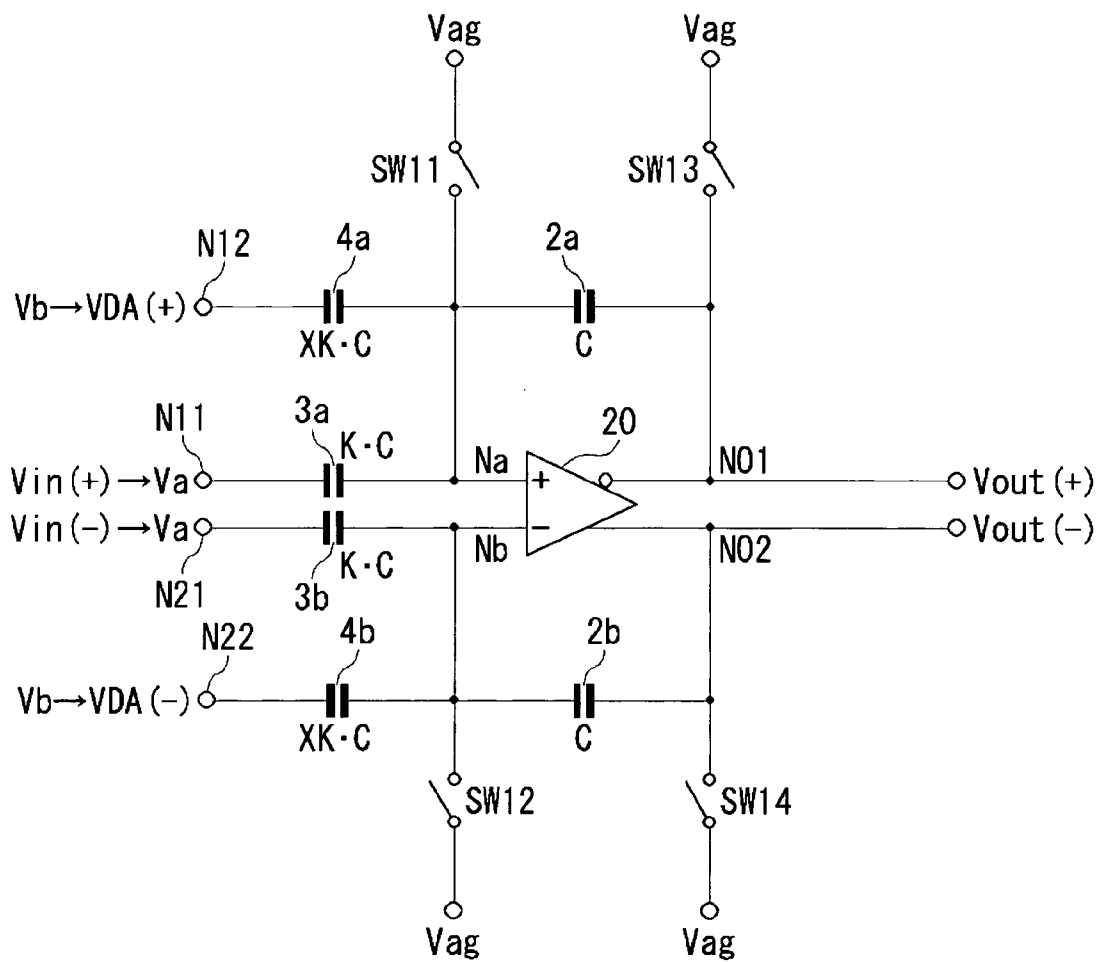 Vag Vag
SW11 SW13
N12 4a 2a
Vb→VDA(+)
XK·C C
N11 3a 20
K·C
Vin(+)→Va Na + NO1 Vout(+)
Vin(-)→Va Nb - NO2 Vout(-)
K·C
N21 3b
N22 4b 2b
Vb→VDA(-)
XK·C C
SW12 SW14
Vag Vag